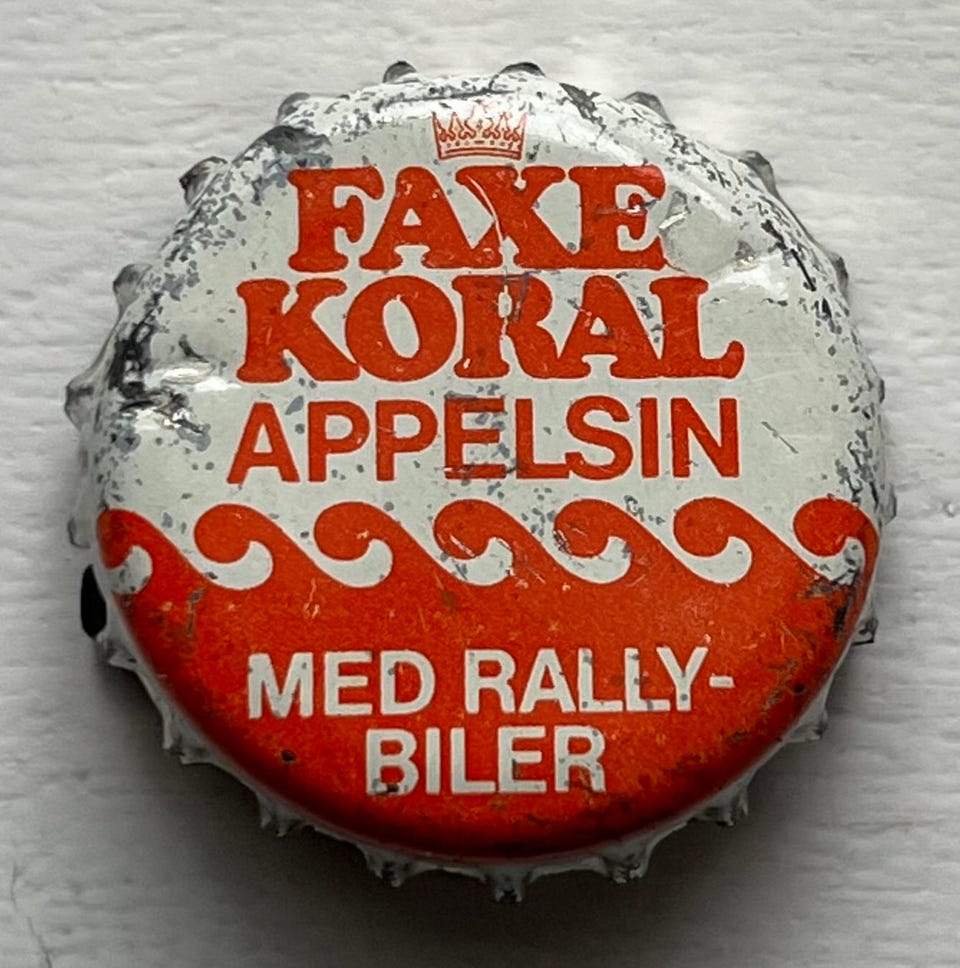 FAXE
KORAL
APPELSIN
MED RALLY-
BILER